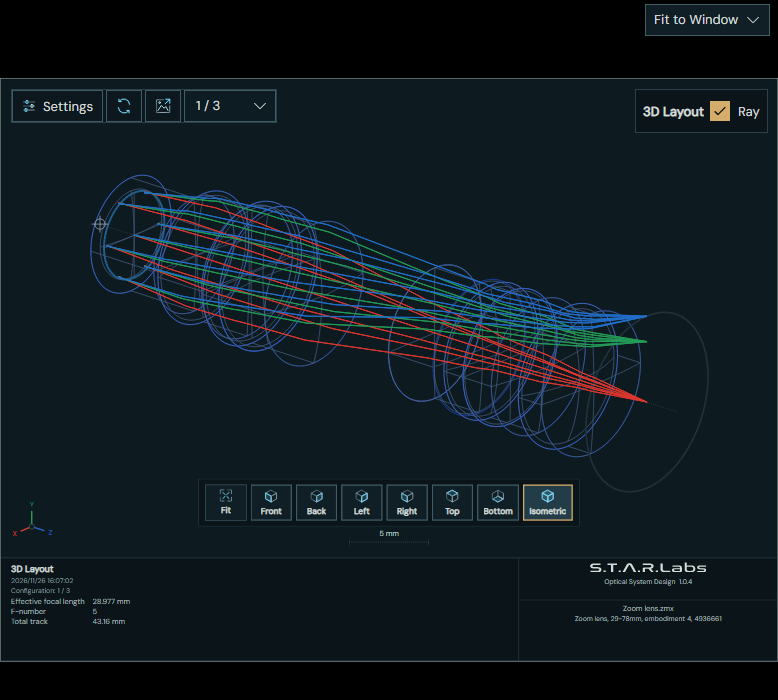 Fit to Window
Settings
1 / 3
3D Layout
Ray
Fit
Front
Back
Left
Right
Top
Bottom
Isometric
Y
X
Z
5 mm
3D Layout
2026/11/26 16:07:02
Configuration: 1 / 3
Effective focal length 28.977 mm
F-number 5
Total track 43.16 mm
S.T.A.R.Labs
Optical System Design 1.0.4
Zoom lens.zmx
Zoom lens, 29-78mm, embodiment 4, 4936661